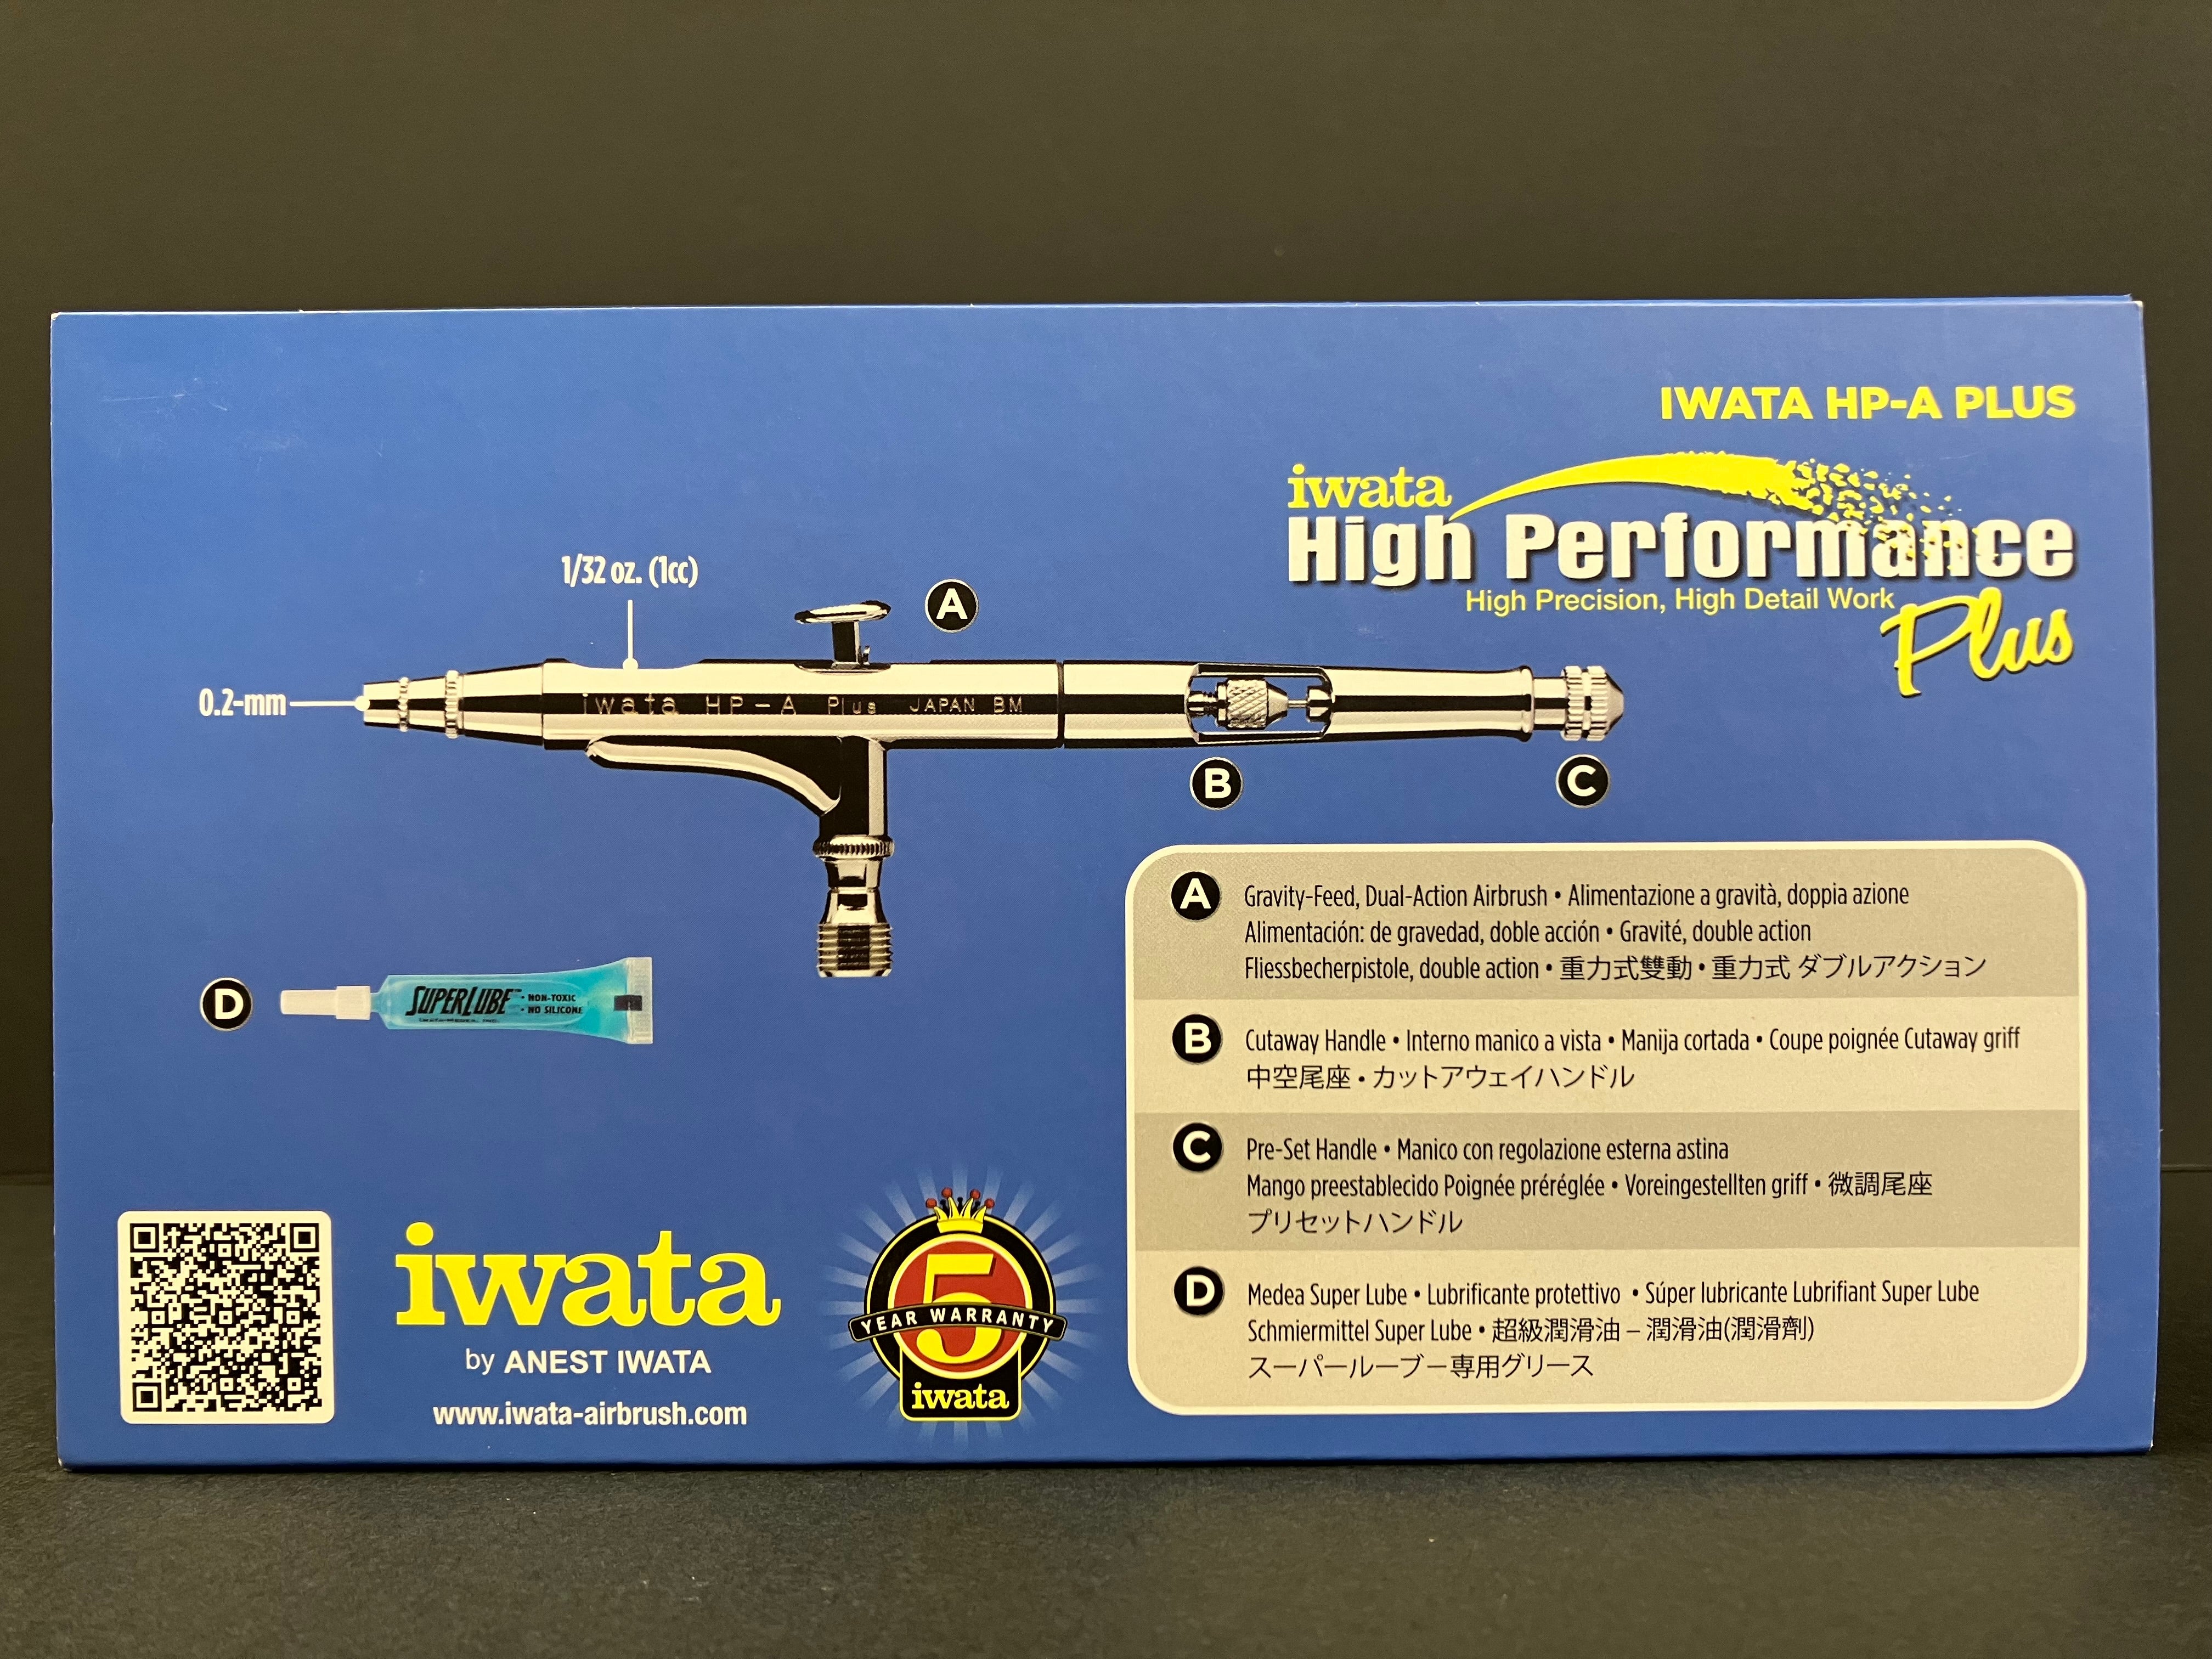 IWATA HP-A PLUS
iwata
High Performance
High Precision, High Detail Work
Plus
1/32 oz. (1cc)
A
0.2-mm
iwata HP-A Plus JAPAN BM
B
C
D
SUPERLUBE™ • NON-TOXIC
• NO SILICONE
IWATA-MEDEA, INC.
A Gravity-Feed, Dual-Action Airbrush • Alimentazione a gravità, doppia azione
Alimentación: de gravedad, doble acción • Gravité, double action
Fliessbecherpistole, double action • 重力式雙動 • 重力式 ダブルアクション
B Cutaway Handle • Interno manico a vista • Manija cortada • Coupe poignée Cutaway griff
中空尾座 • カットアウェイハンドル
C Pre-Set Handle • Manico con regolazione esterna astina
Mango preestablecido Poignée préréglée • Voreingestellten griff • 微調尾座
プリセットハンドル
D Medea Super Lube • Lubrificante protettivo • Súper lubricante Lubrifiant Super Lube
Schmiermittel Super Lube • 超級潤滑油 – 潤滑油(潤滑劑)
スーパールーブ－専用グリース
iwata
by ANEST IWATA
www.iwata-airbrush.com
5
YEAR WARRANTY
iwata